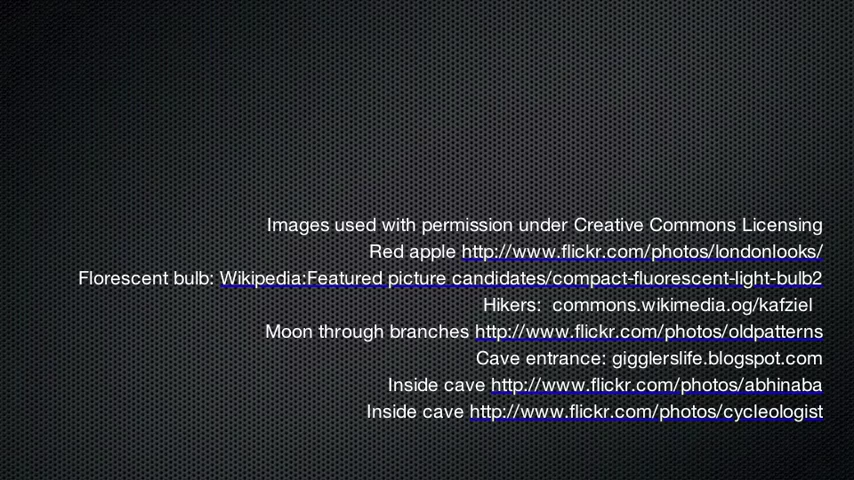 Images used with permission under Creative Commons Licensing
Red apple http://www.flickr.com/photos/londonlooks/
Florescent bulb: Wikipedia:Featured picture candidates/compact-fluorescent-light-bulb2
Hikers: commons.wikimedia.og/kafziel
Moon through branches http://www.flickr.com/photos/oldpatterns
Cave entrance: gigglerslife.blogspot.com
Inside cave http://www.flickr.com/photos/abhinaba
Inside cave http://www.flickr.com/photos/cycleologist